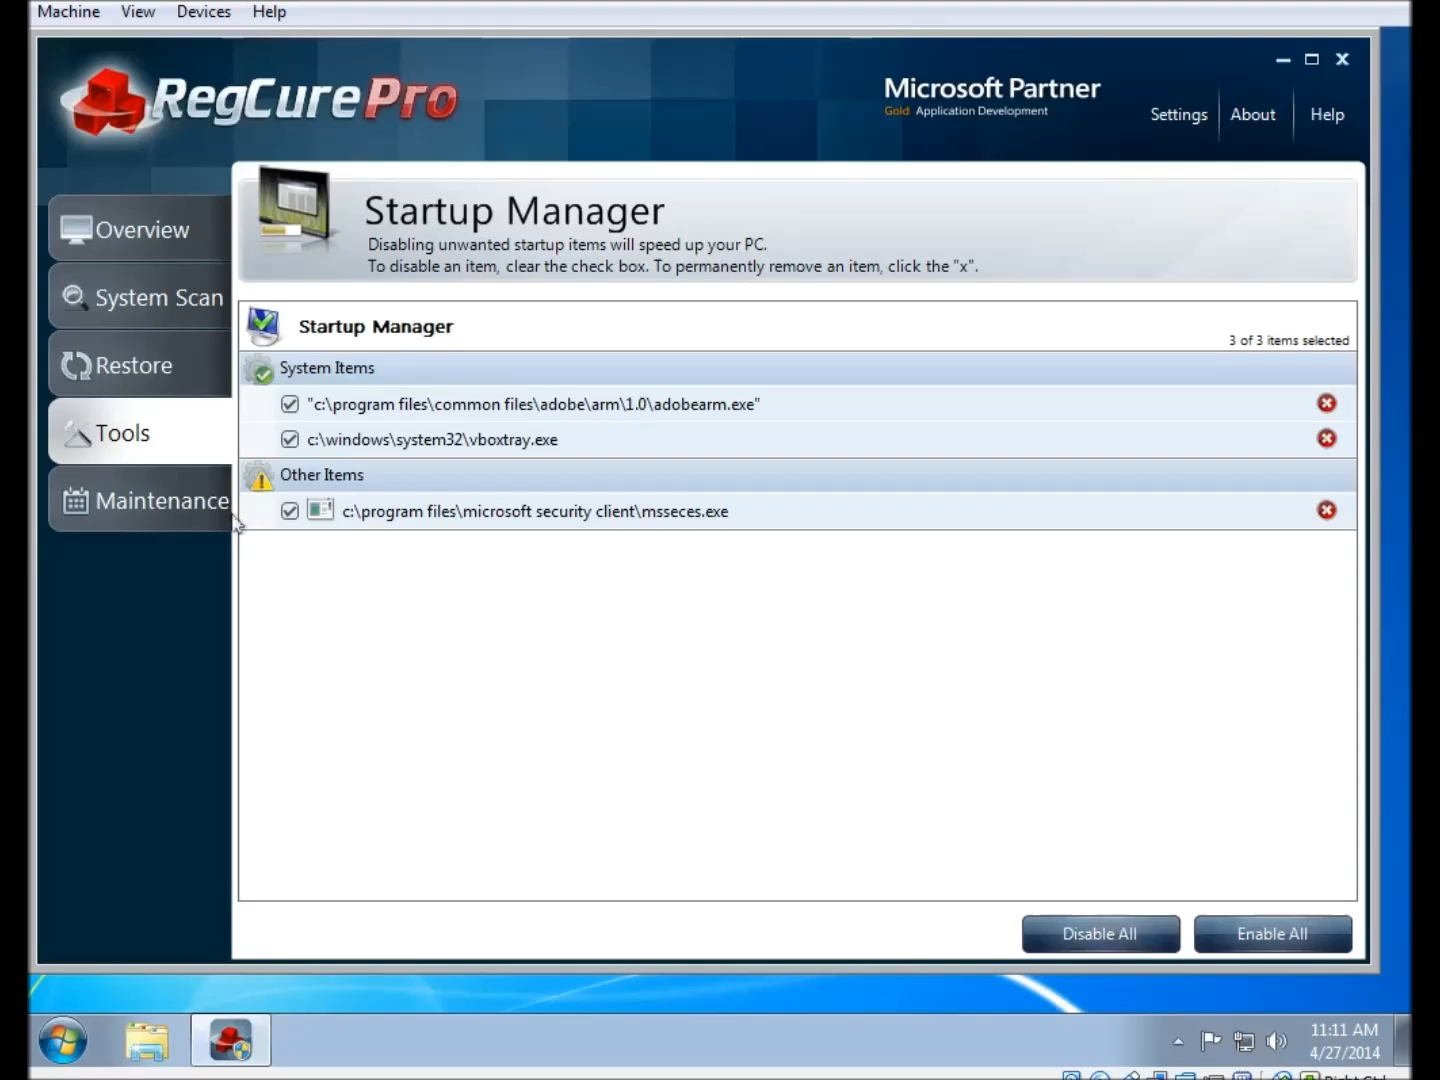 Machine View Devices Help
RegCure Pro
Microsoft Partner
Gold Application Development
Settings About Help
Overview
System Scan
Restore
Tools
Maintenance
Startup Manager
Disabling unwanted startup items will speed up your PC.
To disable an item, clear the check box. To permanently remove an item, click the "x".
Startup Manager
3 of 3 items selected
System Items
"c:\program files\common files\adobe\arm\1.0\adobearm.exe"
c:\windows\system32\vboxtray.exe
Other Items
c:\program files\microsoft security client\msseces.exe
Disable All Enable All
11:11 AM
4/27/2014
Right Ctrl